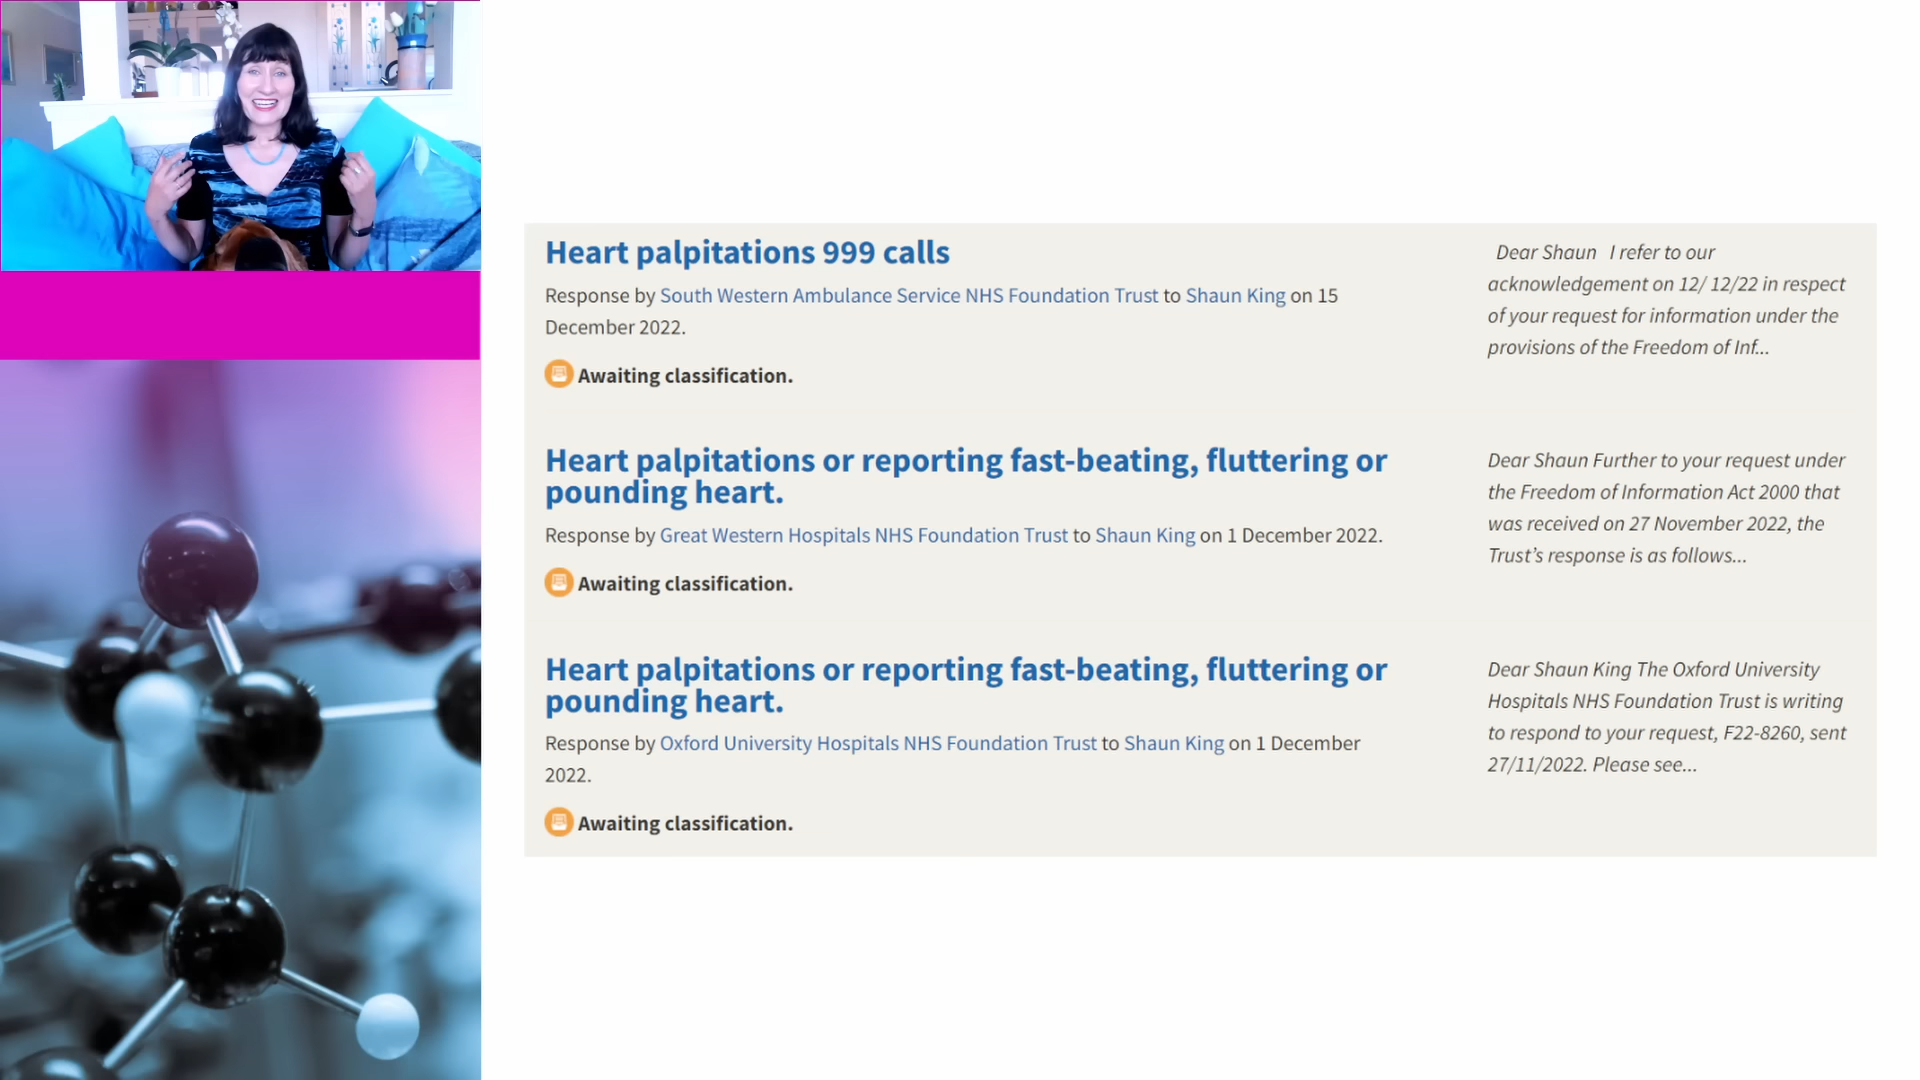 Heart palpitations 999 calls
Response by South Western Ambulance Service NHS Foundation Trust to Shaun King on 15
December 2022.
Awaiting classification.
Dear Shaun   I refer to our
acknowledgement on 12/ 12/22 in respect
of your request for information under the
provisions of the Freedom of Inf...
Heart palpitations or reporting fast-beating, fluttering or
pounding heart.
Response by Great Western Hospitals NHS Foundation Trust to Shaun King on 1 December 2022.
Awaiting classification.
Dear Shaun Further to your request under
the Freedom of Information Act 2000 that
was received on 27 November 2022, the
Trust’s response is as follows...
Heart palpitations or reporting fast-beating, fluttering or
pounding heart.
Response by Oxford University Hospitals NHS Foundation Trust to Shaun King on 1 December
2022.
Awaiting classification.
Dear Shaun King The Oxford University
Hospitals NHS Foundation Trust is writing
to respond to your request, F22-8260, sent
27/11/2022. Please see...